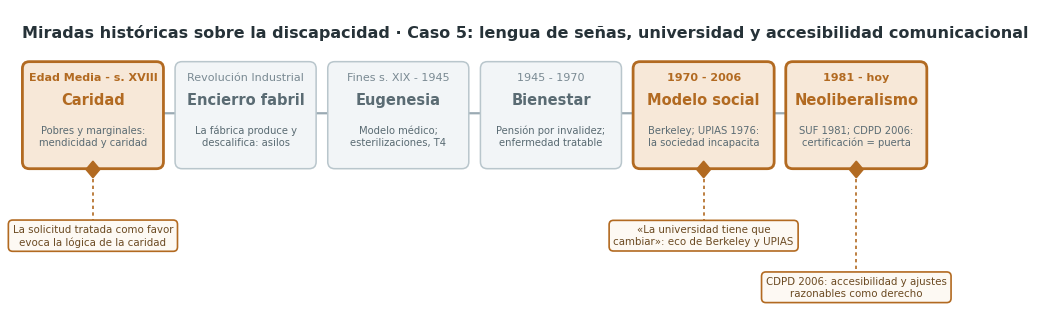 Miradas históricas sobre la discapacidad · Caso 5: lengua de señas, universidad y accesibilidad comunicacional
Edad Media - s. XVIII
Caridad
Pobres y marginales:
mendicidad y caridad
Revolución Industrial
Encierro fabril
La fábrica produce y
descalifica: asilos
Fines s. XIX - 1945
Eugenesia
Modelo médico;
esterilizaciones, T4
1945 - 1970
Bienestar
Pensión por invalidez;
enfermedad tratable
1970 - 2006
Modelo social
Berkeley; UPIAS 1976:
la sociedad incapacita
1981 - hoy
Neoliberalismo
SUF 1981; CDPD 2006:
certificación = puerta
La solicitud tratada como favor
evoca la lógica de la caridad
«La universidad tiene que
cambiar»: eco de Berkeley y UPIAS
CDPD 2006: accesibilidad y ajustes
razonables como derecho